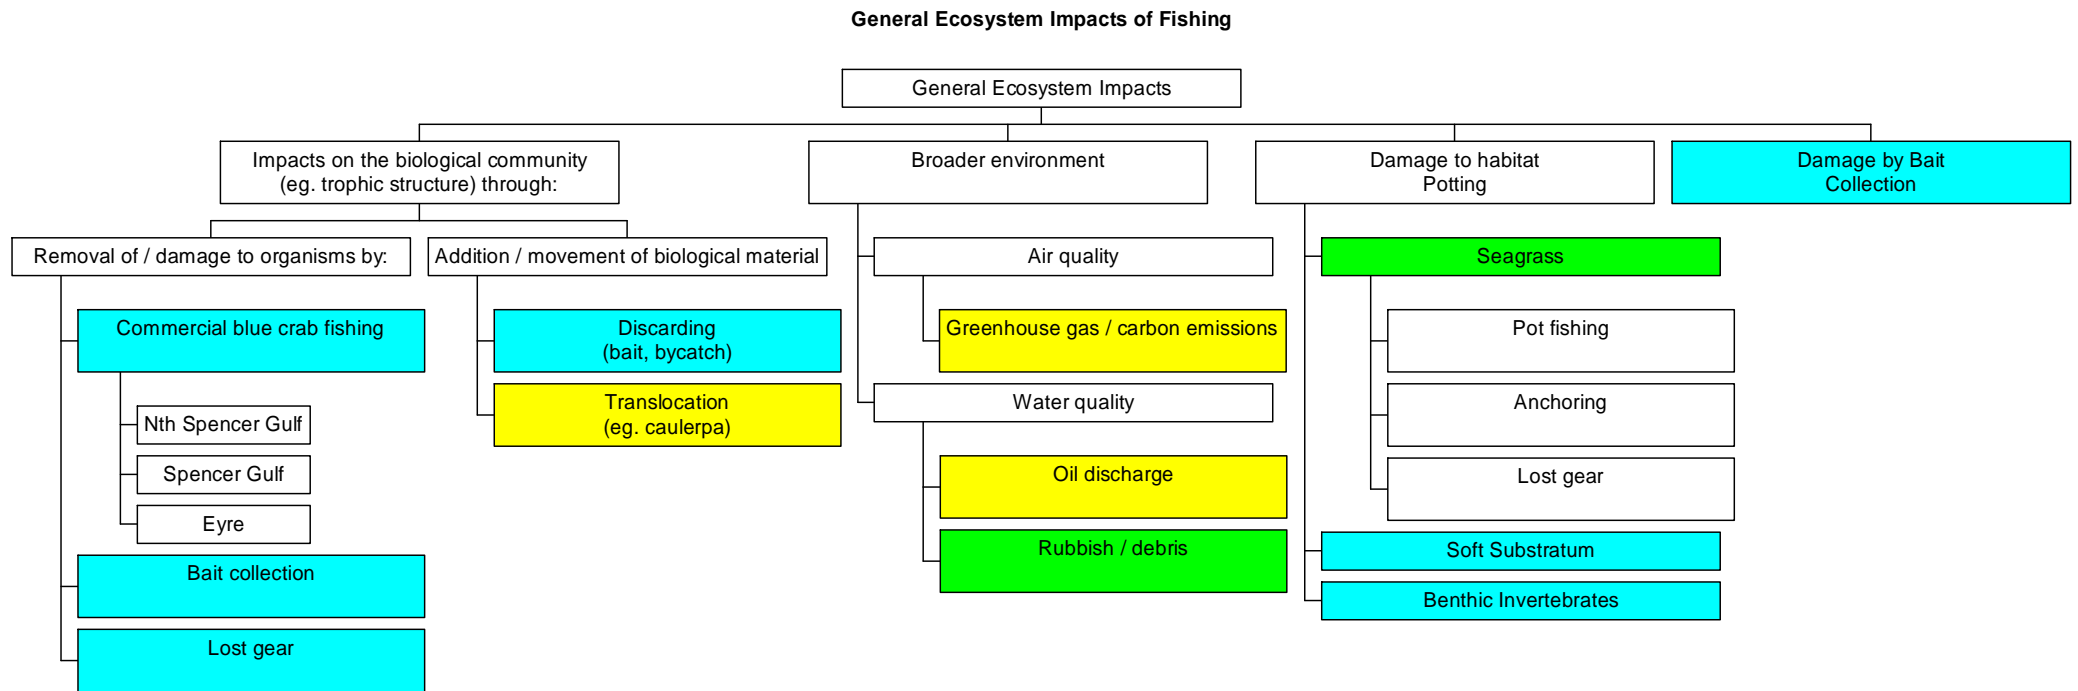 General Ecosystem Impacts of Fishing
General Ecosystem Impacts
Impacts on the biological community
(eg. trophic structure) through:
Broader environment
Damage to habitat
Potting
Damage by Bait
Collection
Removal of / damage to organisms by:
Addition / movement of biological material
Air quality
Seagrass
Commercial blue crab fishing
Discarding
(bait, bycatch)
Greenhouse gas / carbon emissions
Pot fishing
Nth Spencer Gulf
Translocation
(eg. caulerpa)
Water quality
Anchoring
Spencer Gulf
Oil discharge
Lost gear
Eyre
Rubbish / debris
Soft Substratum
Bait collection
Benthic Invertebrates
Lost gear